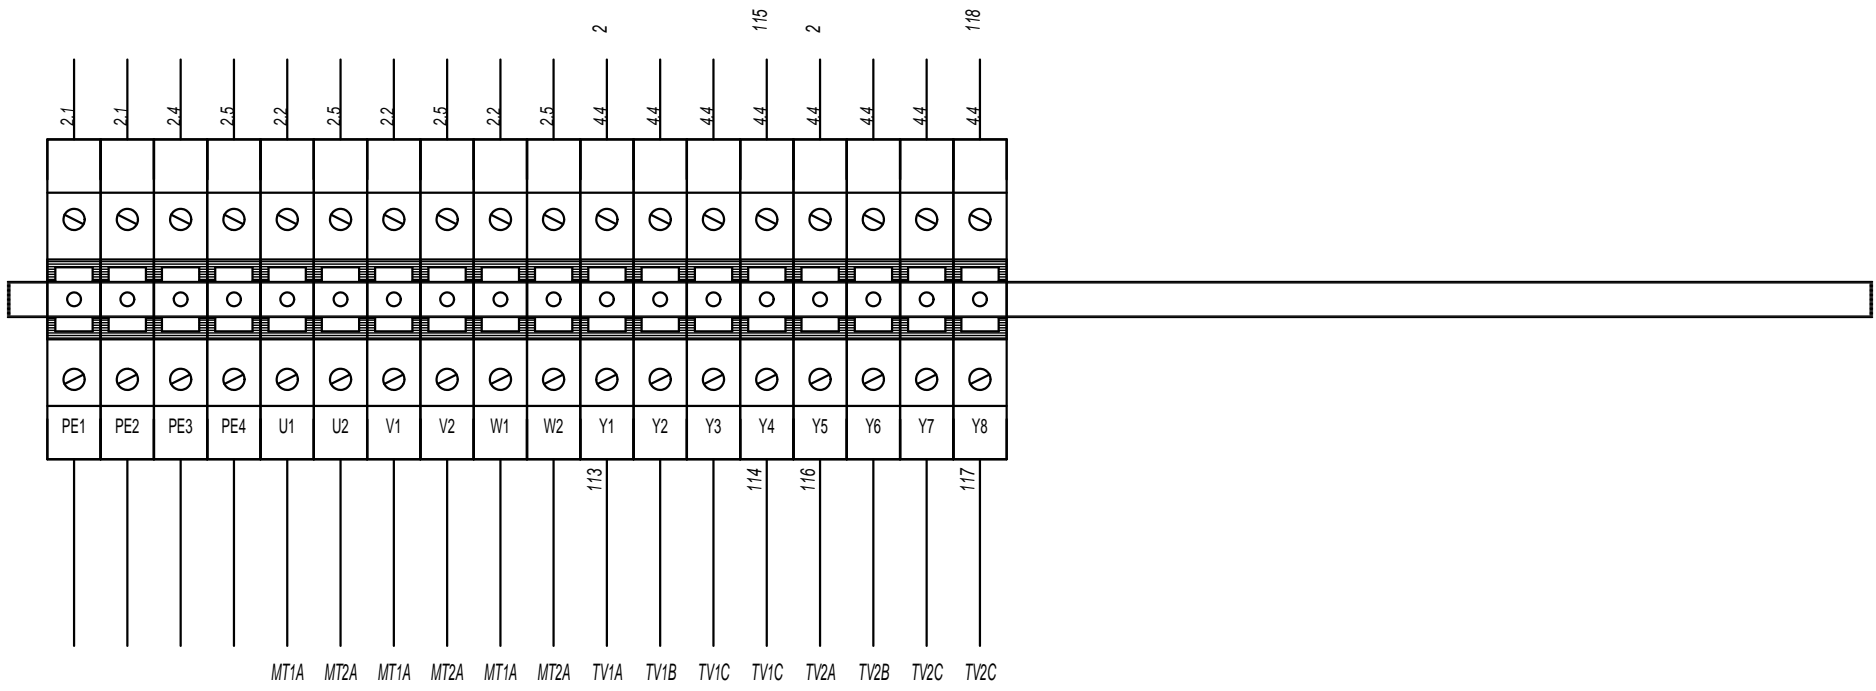 2 115 2 118
2.1 2.1 2.4 2.5 2.2 2.5 2.2 2.5 2.2 2.5 4.4 4.4 4.4 4.4 4.4 4.4 4.4 4.4
PE1 PE2 PE3 PE4 U1 U2 V1 V2 W1 W2 Y1 Y2 Y3 Y4 Y5 Y6 Y7 Y8
113 114 116 117
MT1A MT2A MT1A MT2A MT1A MT2A TV1A TV1B TV1C TV1C TV2A TV2B TV2C TV2C